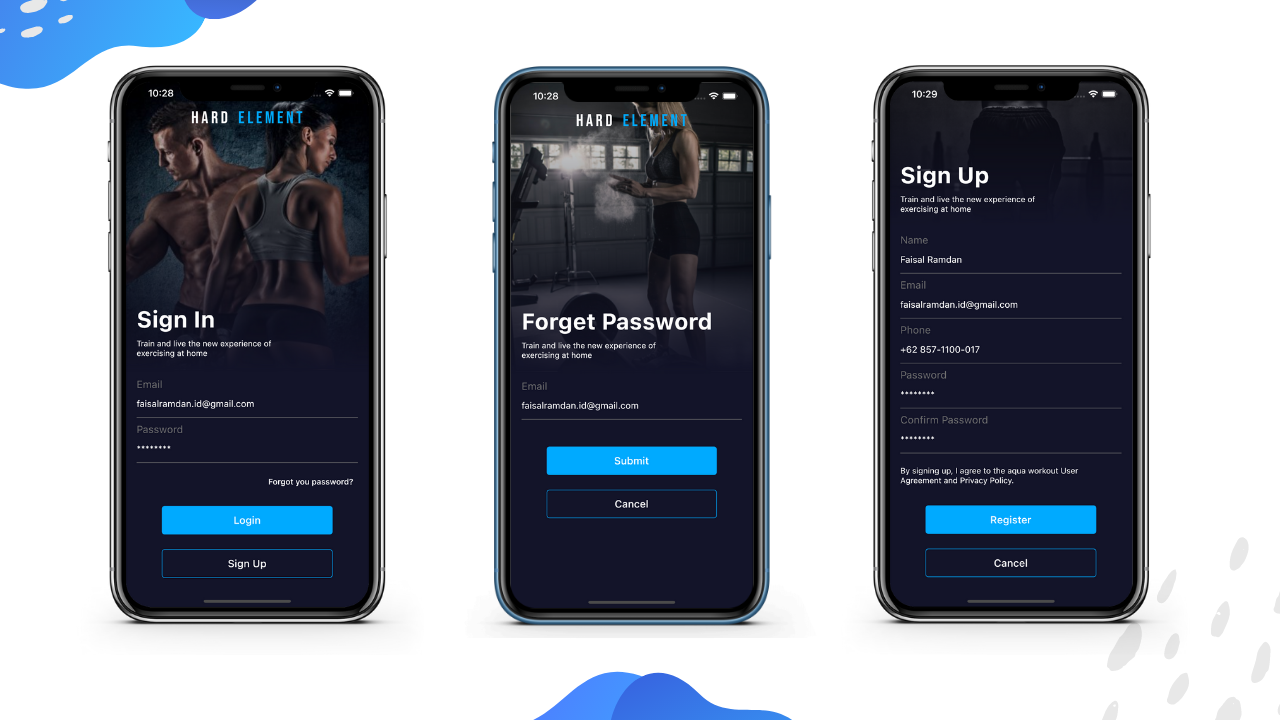 10:28
HARD ELEMENT
Sign In
Train and live the new experience of
exercising at home
Email
faisalramdan.id@gmail.com
Password
********
Forgot you password?
Login
Sign Up
10:28
HARD ELEMENT
Forget Password
Train and live the new experience of
exercising at home
Email
faisalramdan.id@gmail.com
Submit
Cancel
10:29
Sign Up
Train and live the new experience of
exercising at home
Name
Faisal Ramdan
Email
faisalramdan.id@gmail.com
Phone
+62 857-1100-017
Password
********
Confirm Password
********
By signing up, I agree to the aqua workout User
Agreement and Privacy Policy.
Register
Cancel